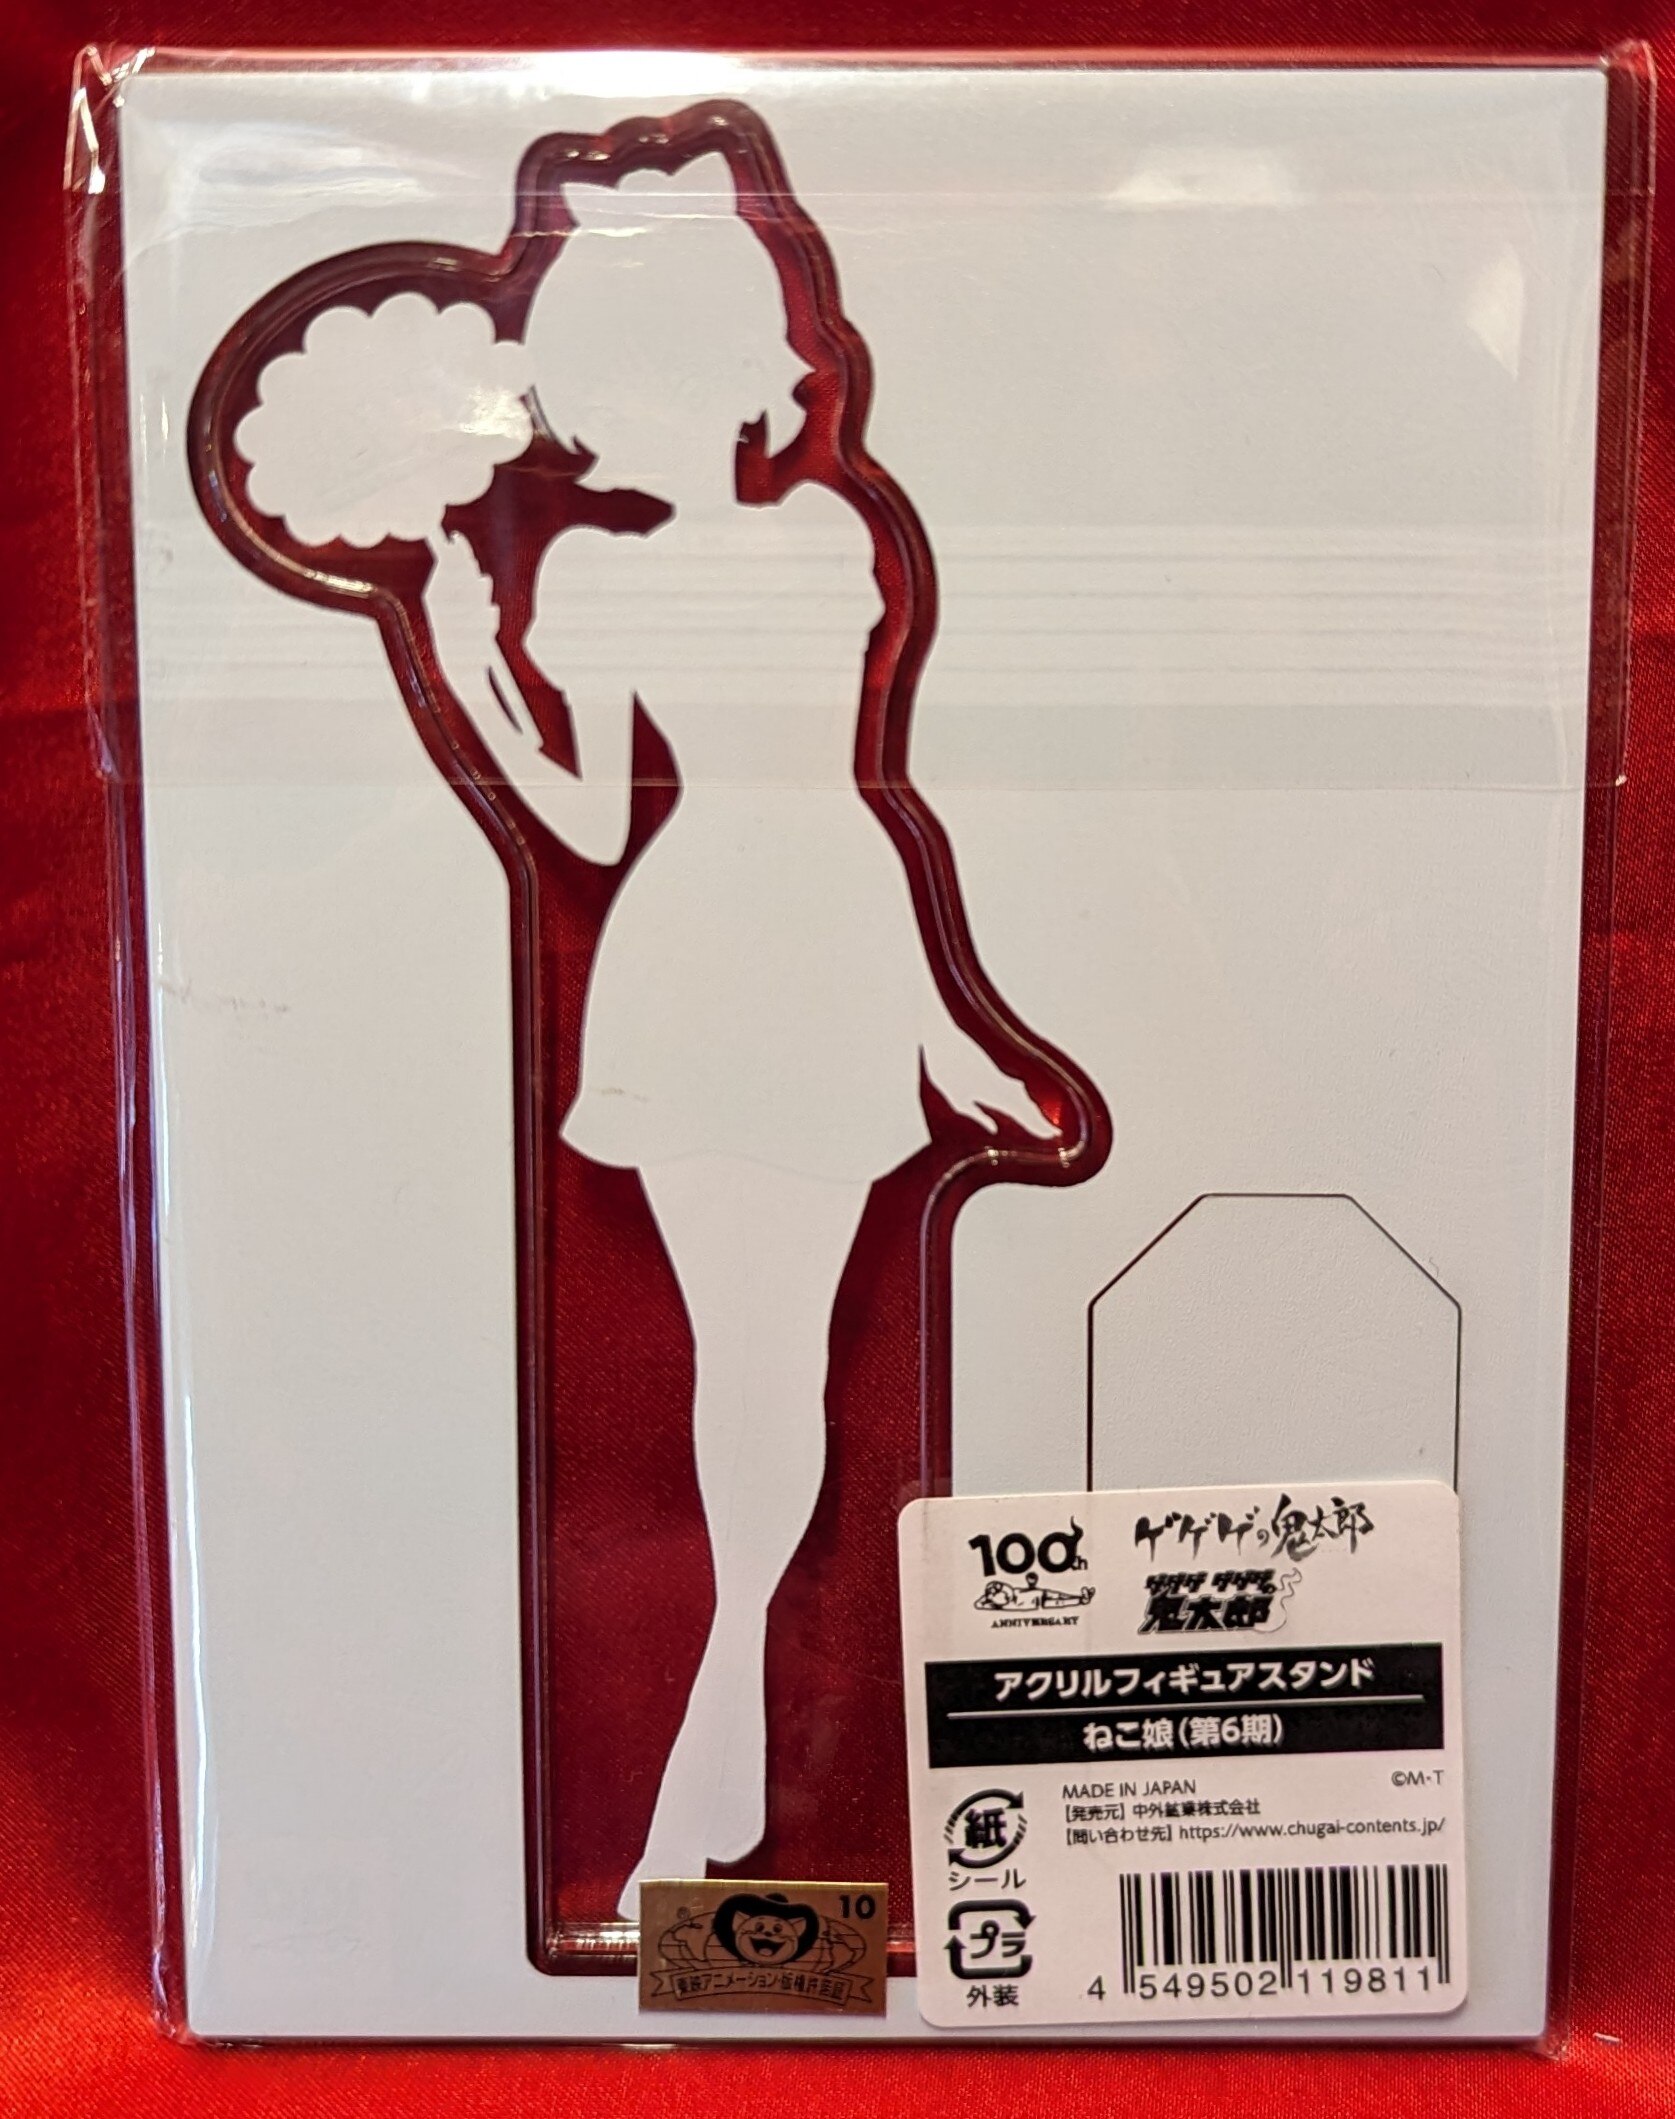 100th
ANNIVERSARY
ゲゲゲの鬼太郎
ゲゲゲ ゲゲゲの
鬼太郎
アクリルフィギュアスタンド
ねこ娘(第6期)
©M・T
MADE IN JAPAN
【発売元】中外鉱業株式会社
【問い合わせ先】https://www.chugai-contents.jp/
紙
シール
プラ
外装
4 549502 119811
10
東映アニメーション・版権許諾証